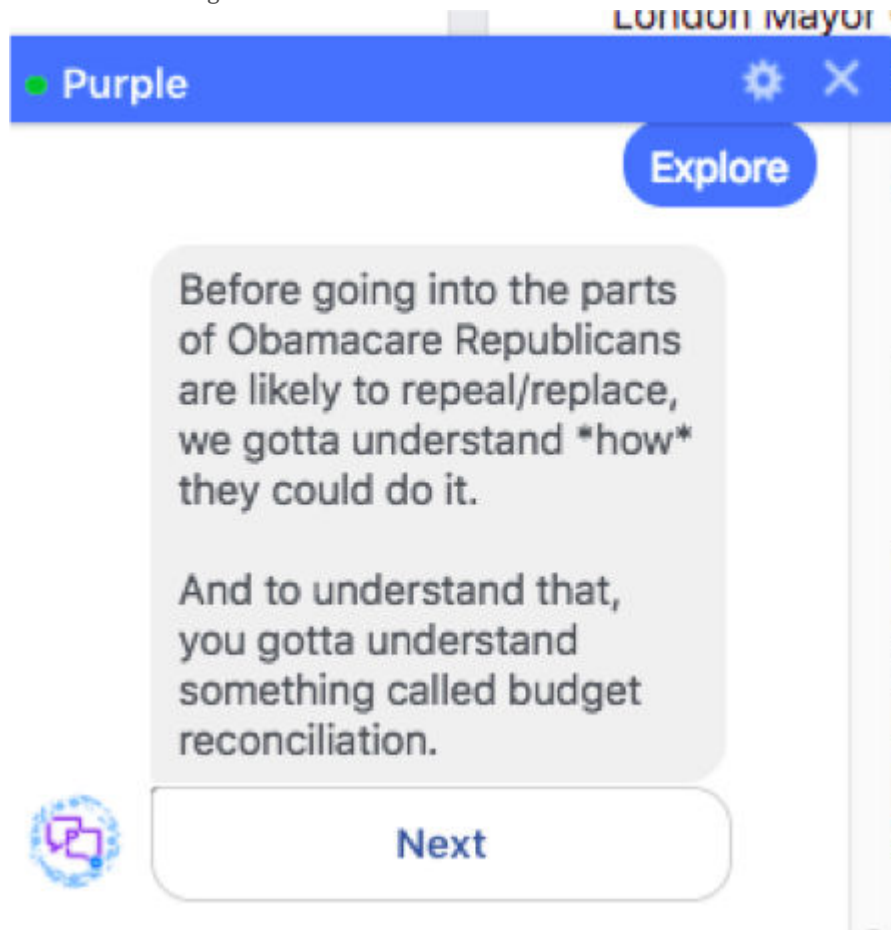 London Mayor
Purple
Explore
Before going into the parts
of Obamacare Republicans
are likely to repeal/replace,
we gotta understand *how*
they could do it.
And to understand that,
you gotta understand
something called budget
reconciliation.
Next